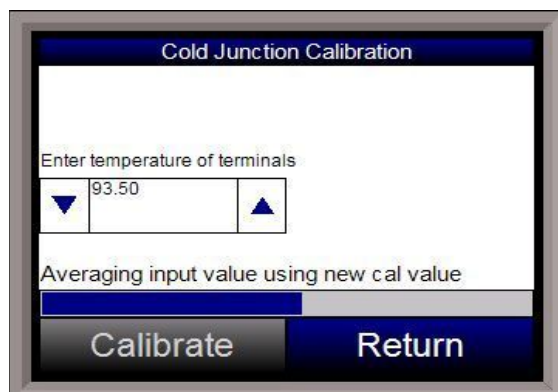 Cold Junction Calibration
Enter temperature of terminals
93.50
Averaging input value using new cal value
Calibrate Return